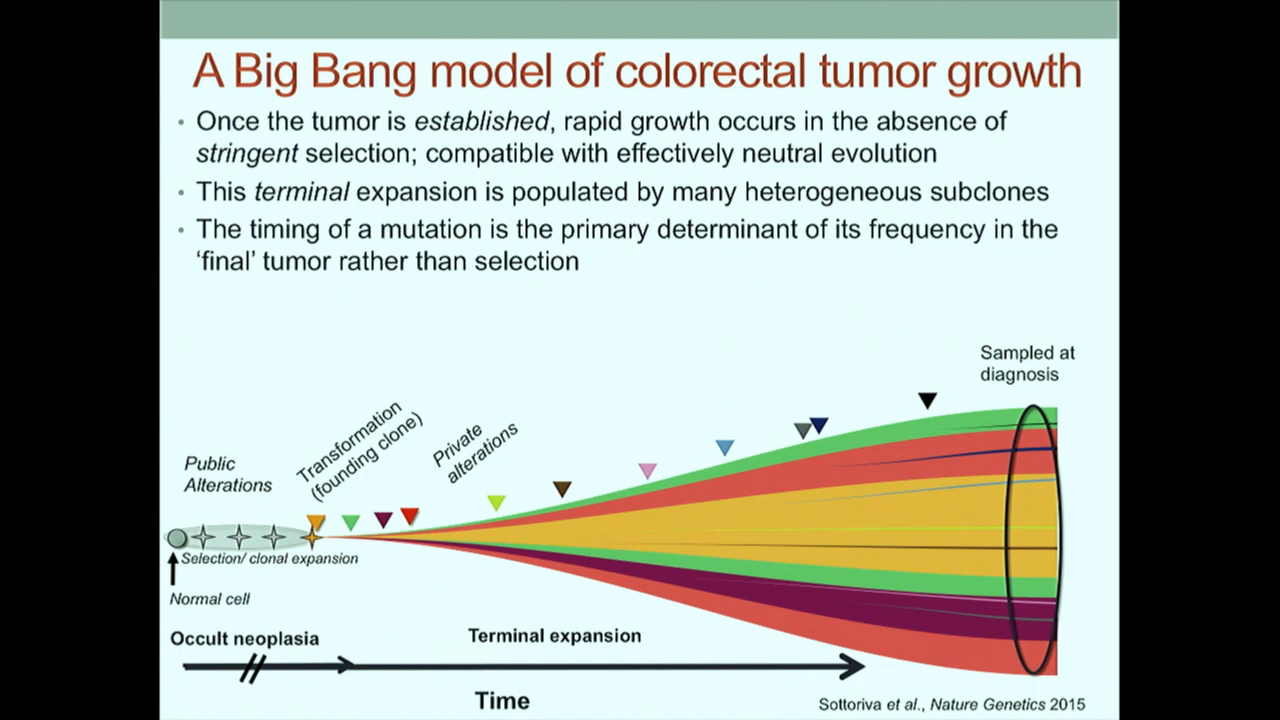 A Big Bang model of colorectal tumor growth
• Once the tumor is established, rapid growth occurs in the absence of
stringent selection; compatible with effectively neutral evolution
• This terminal expansion is populated by many heterogeneous subclones
• The timing of a mutation is the primary determinant of its frequency in the
‘final’ tumor rather than selection
Sampled at
diagnosis
Public
Alterations
Transformation
(founding clone)
Private
alterations
Selection/ clonal expansion
Normal cell
Occult neoplasia
Terminal expansion
Time
Sottoriva et al., Nature Genetics 2015